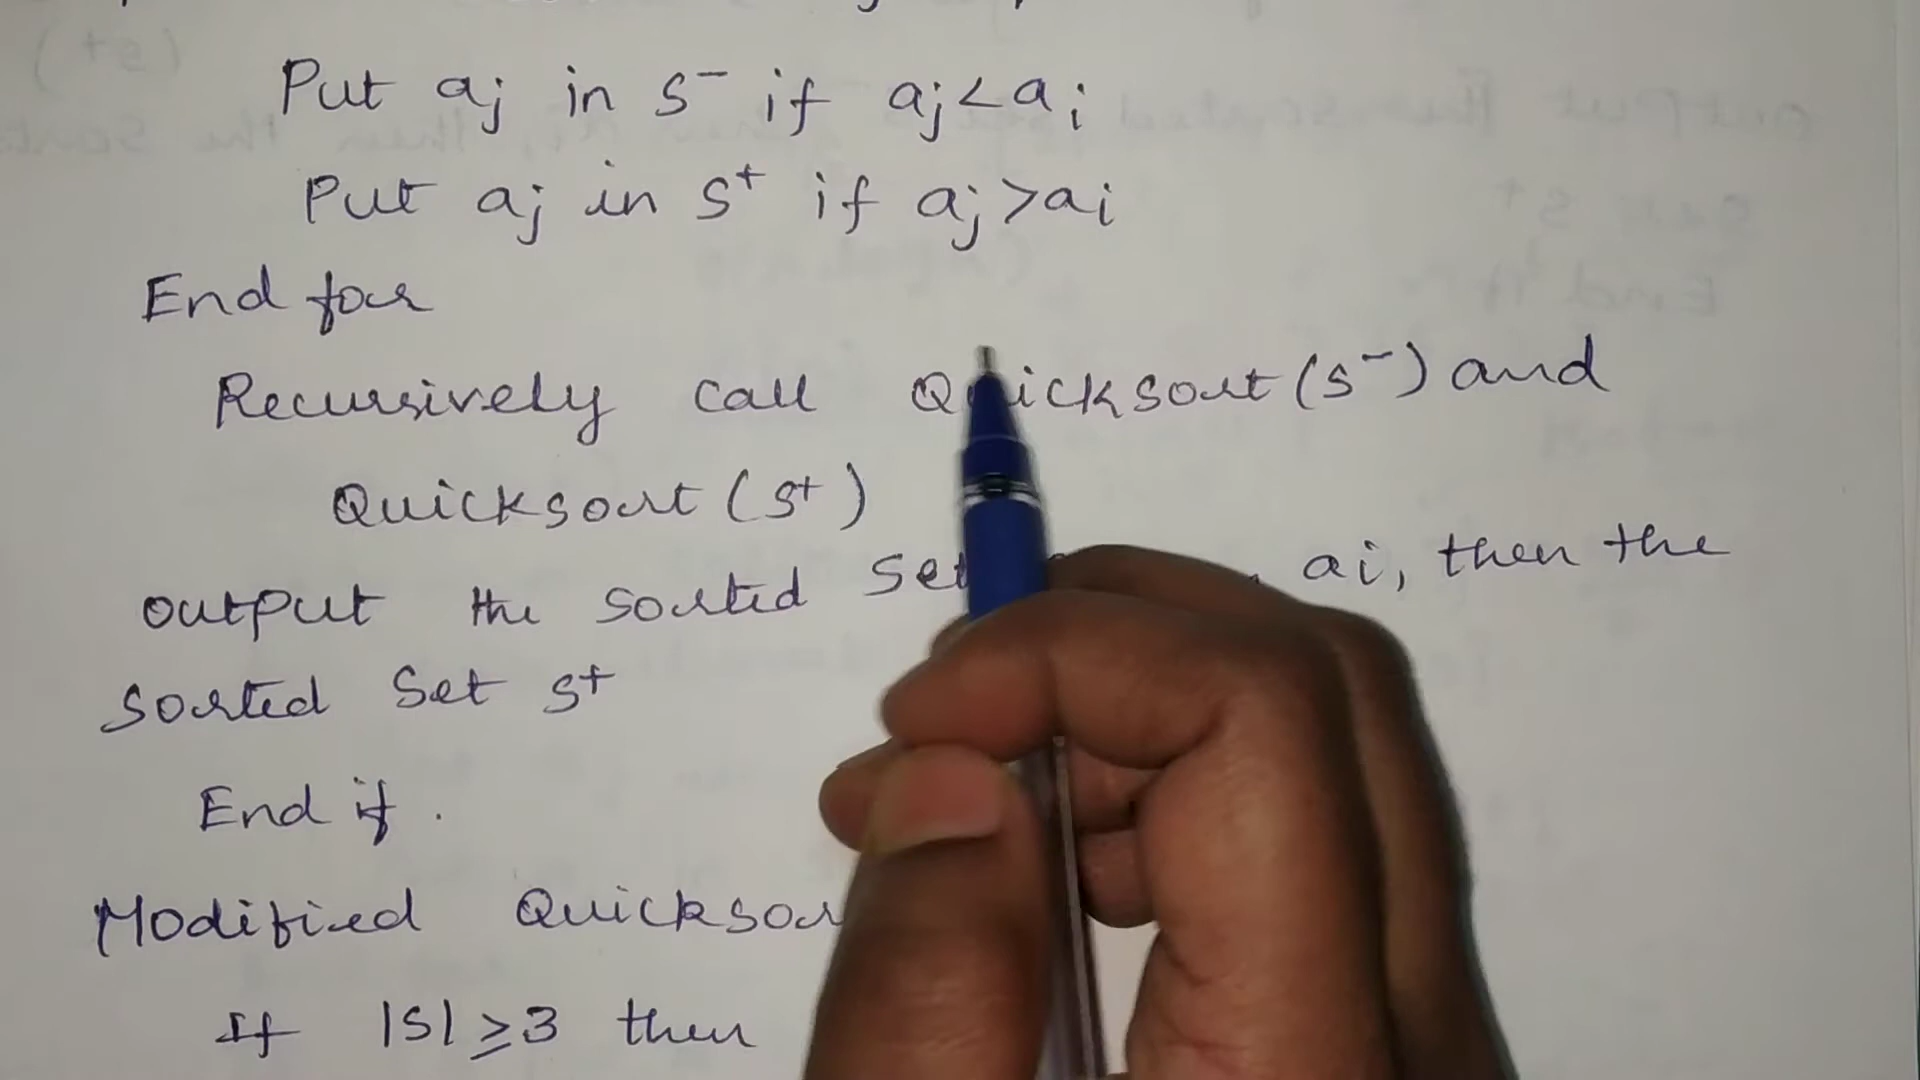 Put aj in S⁻ if aj<ai
Put aj in S⁺ if aj>ai
End for
Recursively call Quicksort(S⁻) and
Quicksort(S⁺)
output the sorted Set ai, then the
sorted Set S⁺
End if.
Modified
If |S| ≥ 3 then